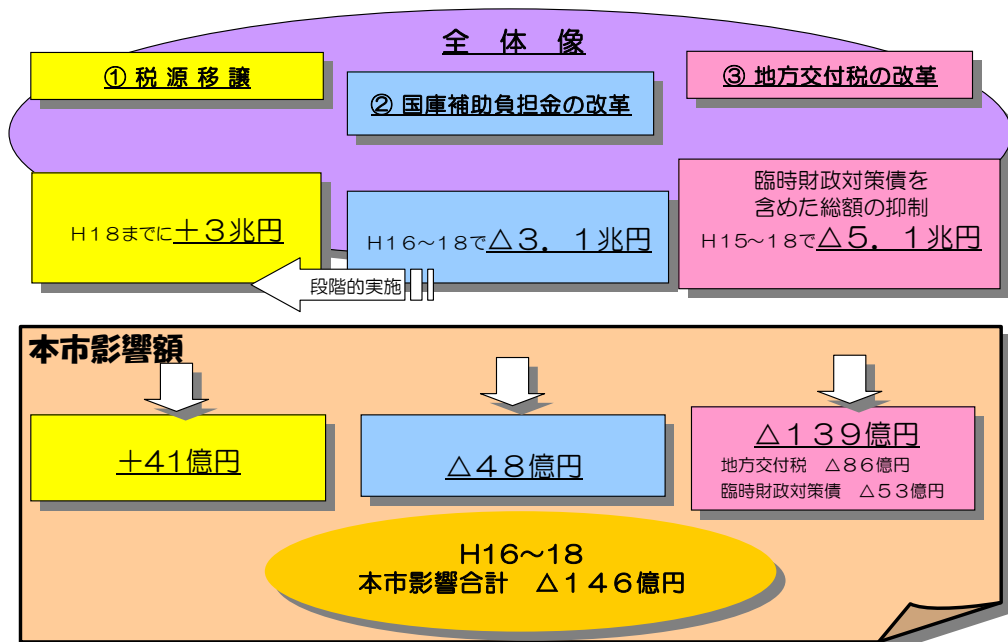 全 体 像
① 税 源 移 譲
② 国庫補助負担金の改革
③ 地方交付税の改革
H18までに＋3兆円
H16～18で△3．1兆円
臨時財政対策債を
含めた総額の抑制
H15～18で△5．1兆円
段階的実施
本市影響額
＋41億円
△48億円
△139億円
地方交付税　△86億円
臨時財政対策債　△53億円
H16～18
本市影響合計　△146億円